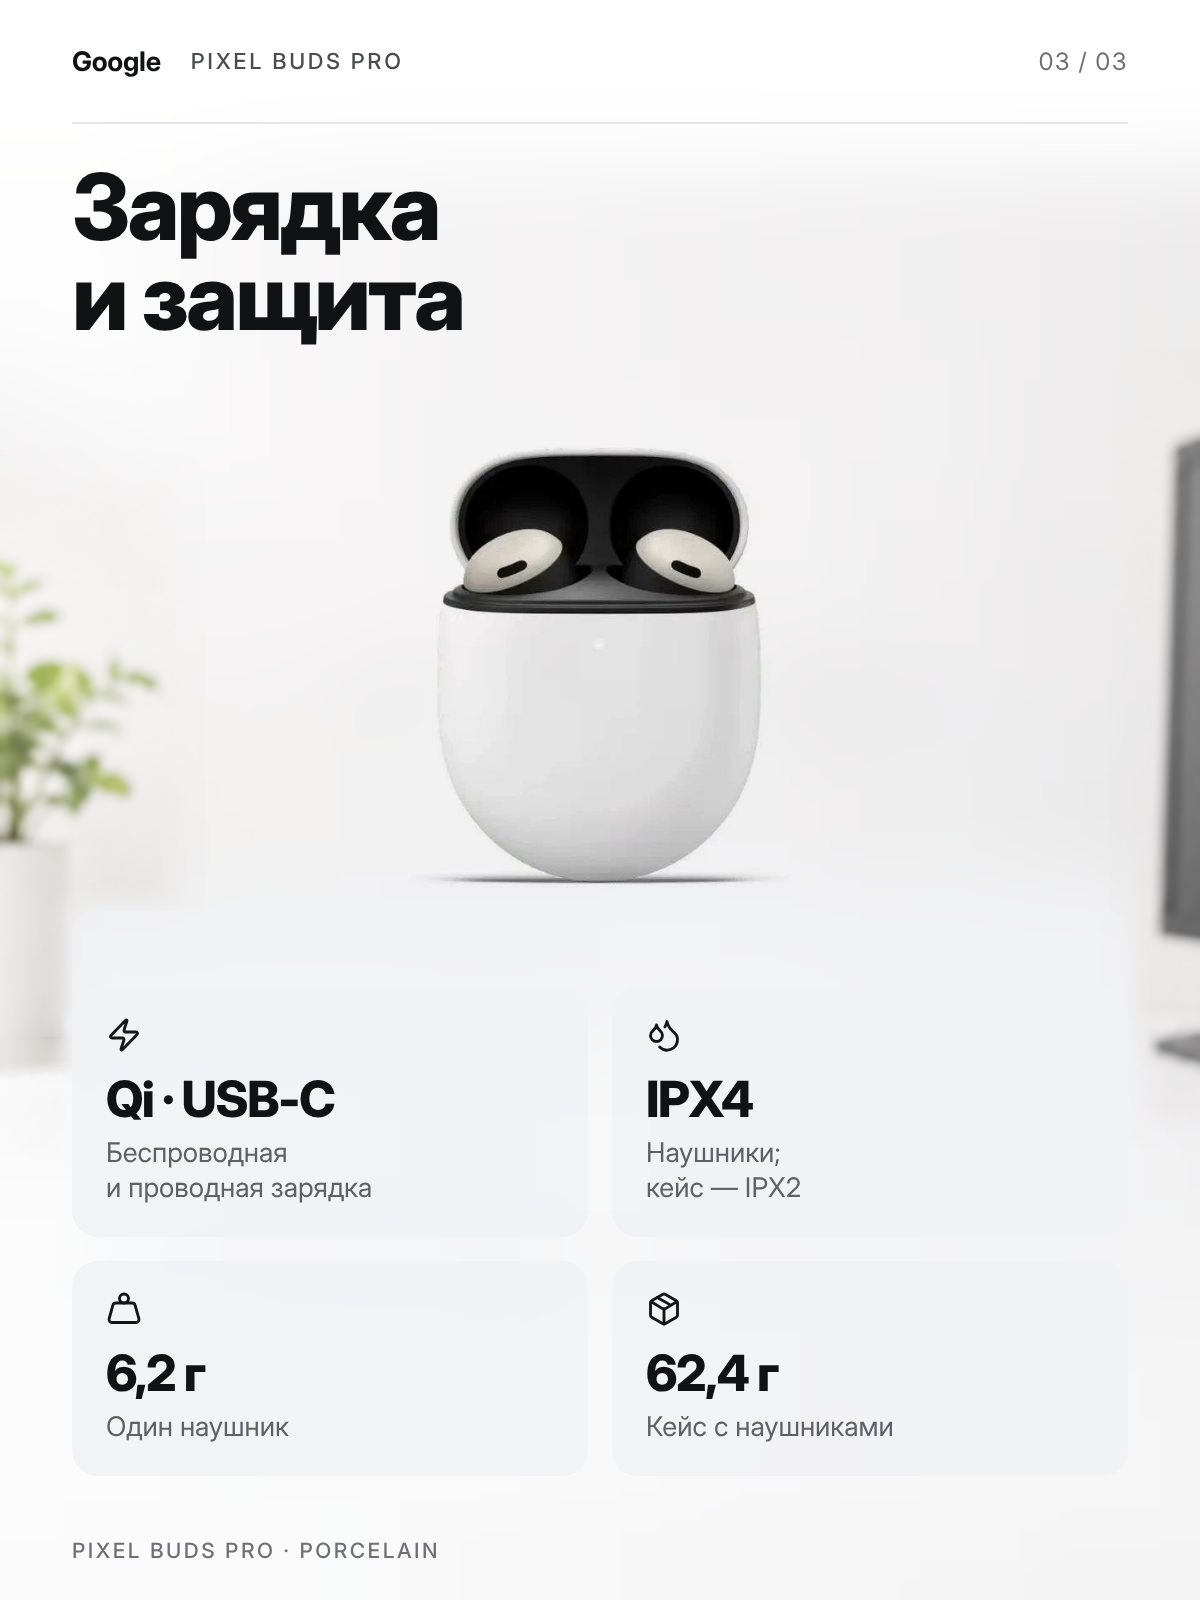 Google PIXEL BUDS PRO 03 / 03
Зарядка
и защита
Qi · USB-C
Беспроводная
и проводная зарядка
IPX4
Наушники;
кейс — IPX2
6,2 г
Один наушник
62,4 г
Кейс с наушниками
PIXEL BUDS PRO · PORCELAIN